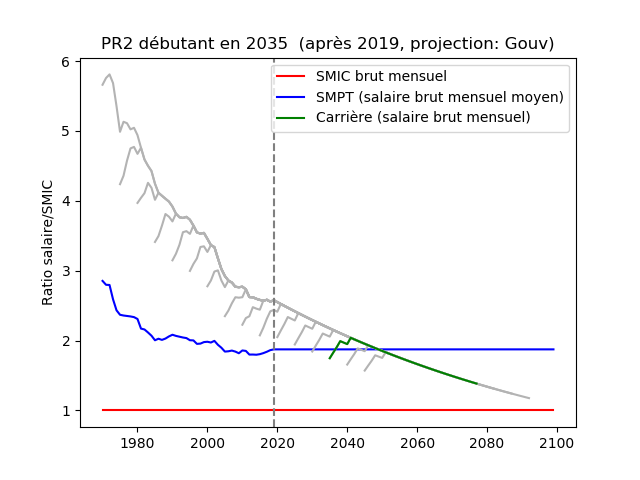 PR2 débutant en 2035  (après 2019, projection: Gouv)
SMIC brut mensuel
SMPT (salaire brut mensuel moyen)
Carrière (salaire brut mensuel)
Ratio salaire/SMIC
6
5
4
3
2
1
1980 2000 2020 2040 2060 2080 2100